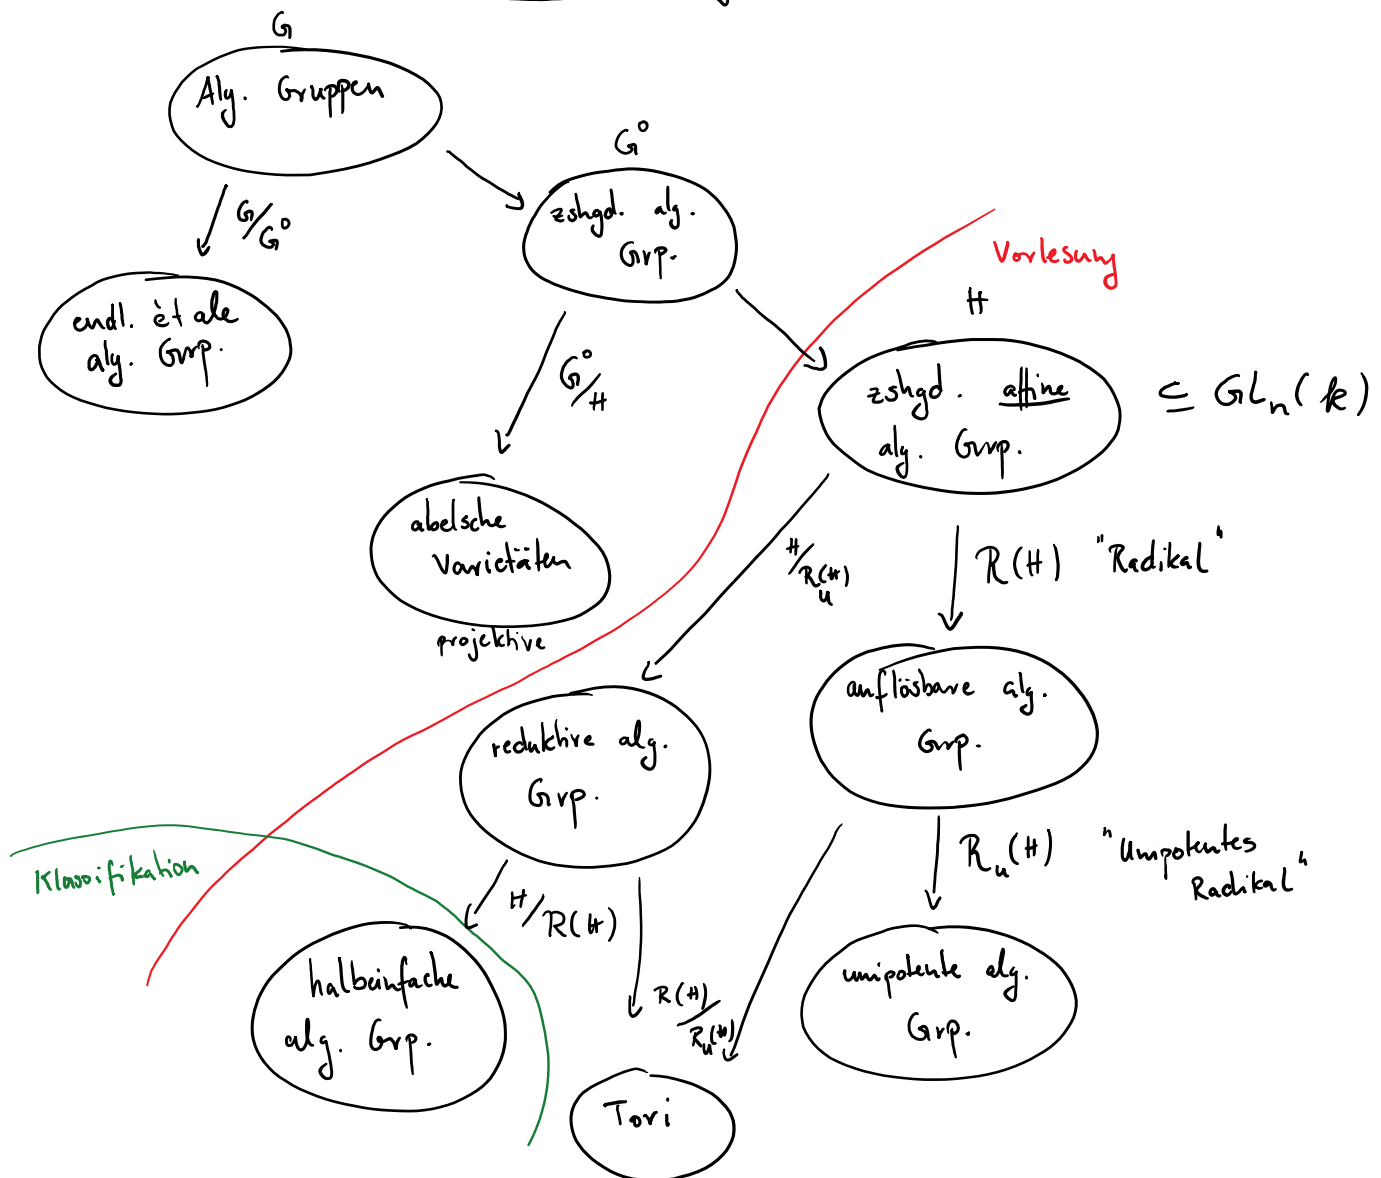 G
Alg. Gruppen
G/G°
endl. ètale
alg. Grp.
G°
zshgd. alg.
Grp.
Vorlesung
G°/H
abelsche
Varietäten
projektive
H
zshgd. affine
alg. Grp.
⊆ GLₙ(k)
H/Rᵤ(H)
R(H) "Radikal"
reduktive alg.
Grp.
auflösbare alg.
Grp.
Klassifikation
H/R(H)
R(H)/Rᵤ(H)
Rᵤ(H) "Unipotentes
Radikal"
halbeinfache
alg. Grp.
unipotente alg.
Grp.
Tori